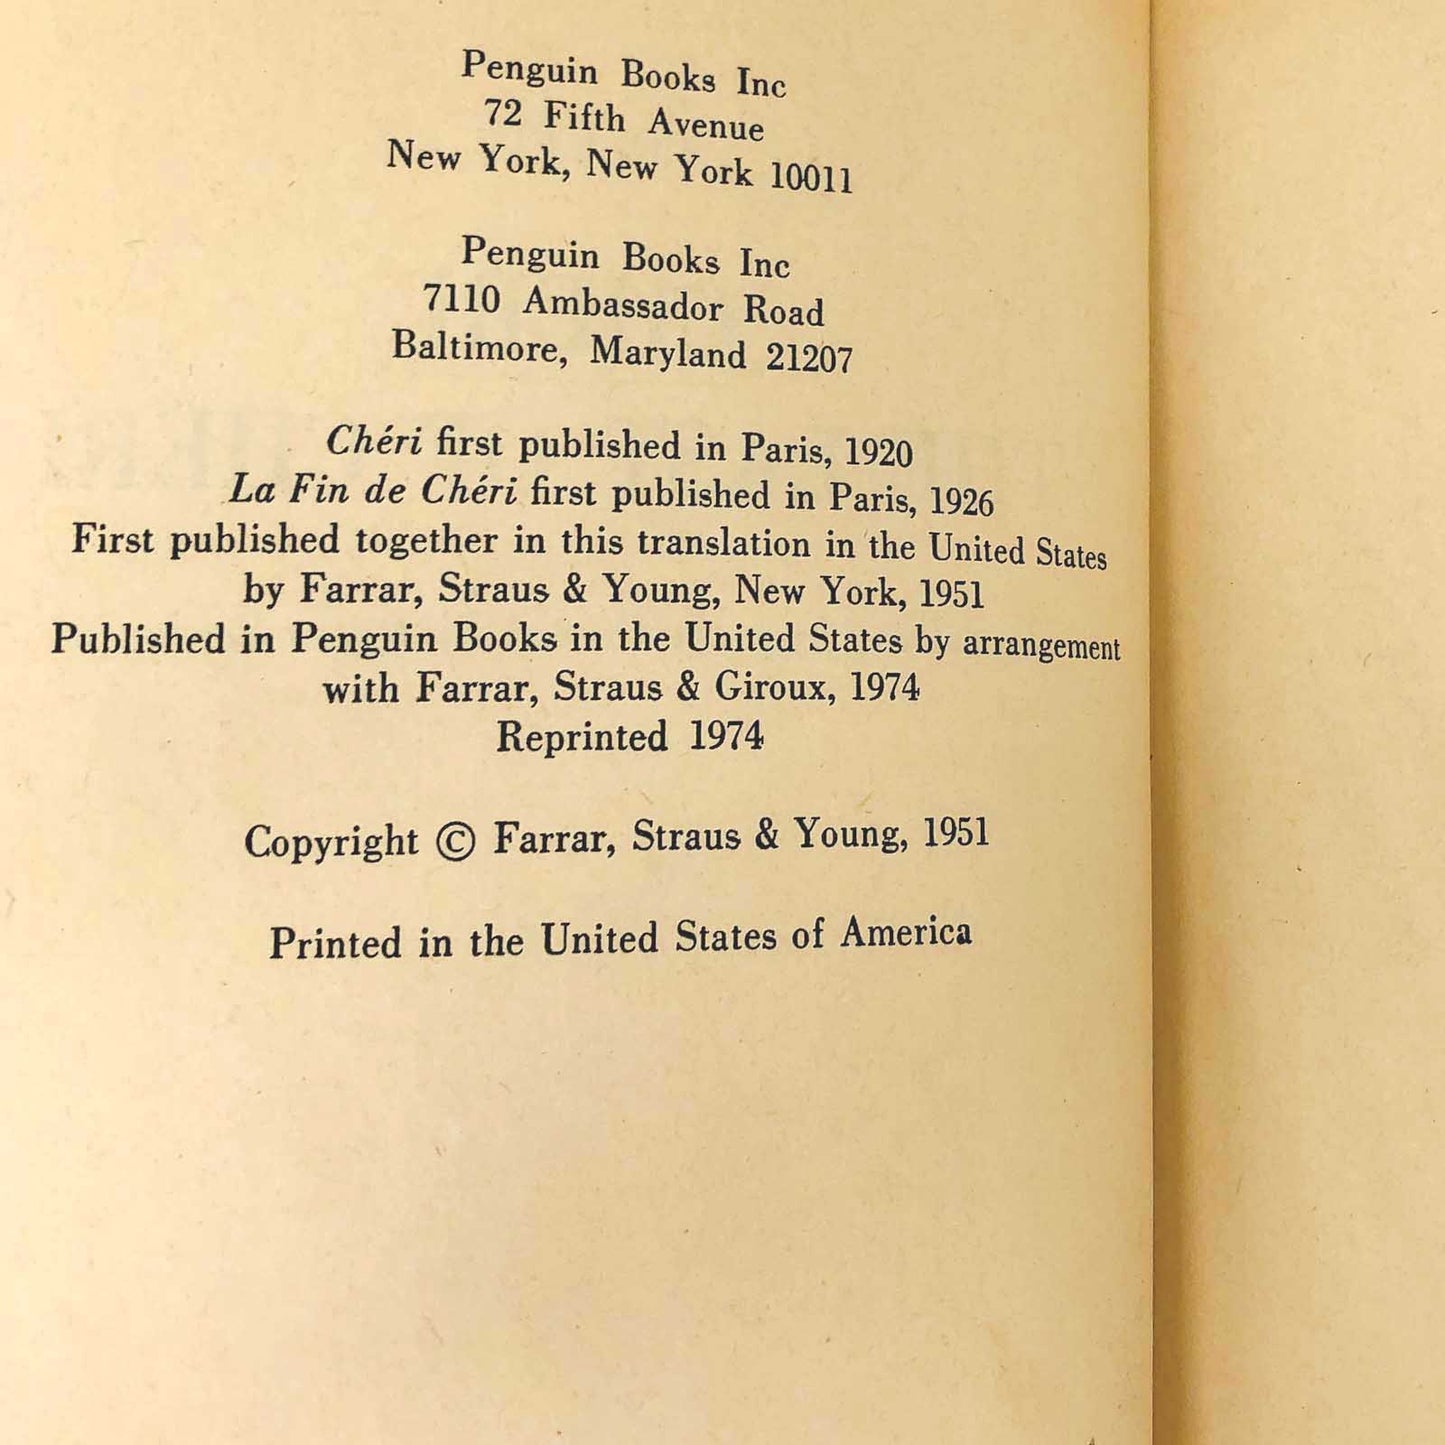 Penguin Books Inc
72 Fifth Avenue
New York, New York 10011
Penguin Books Inc
7110 Ambassador Road
Baltimore, Maryland 21207
Chéri first published in Paris, 1920
La Fin de Chéri first published in Paris, 1926
First published together in this translation in the United States
by Farrar, Straus & Young, New York, 1951
Published in Penguin Books in the United States by arrangement
with Farrar, Straus & Giroux, 1974
Reprinted 1974
Copyright © Farrar, Straus & Young, 1951
Printed in the United States of America